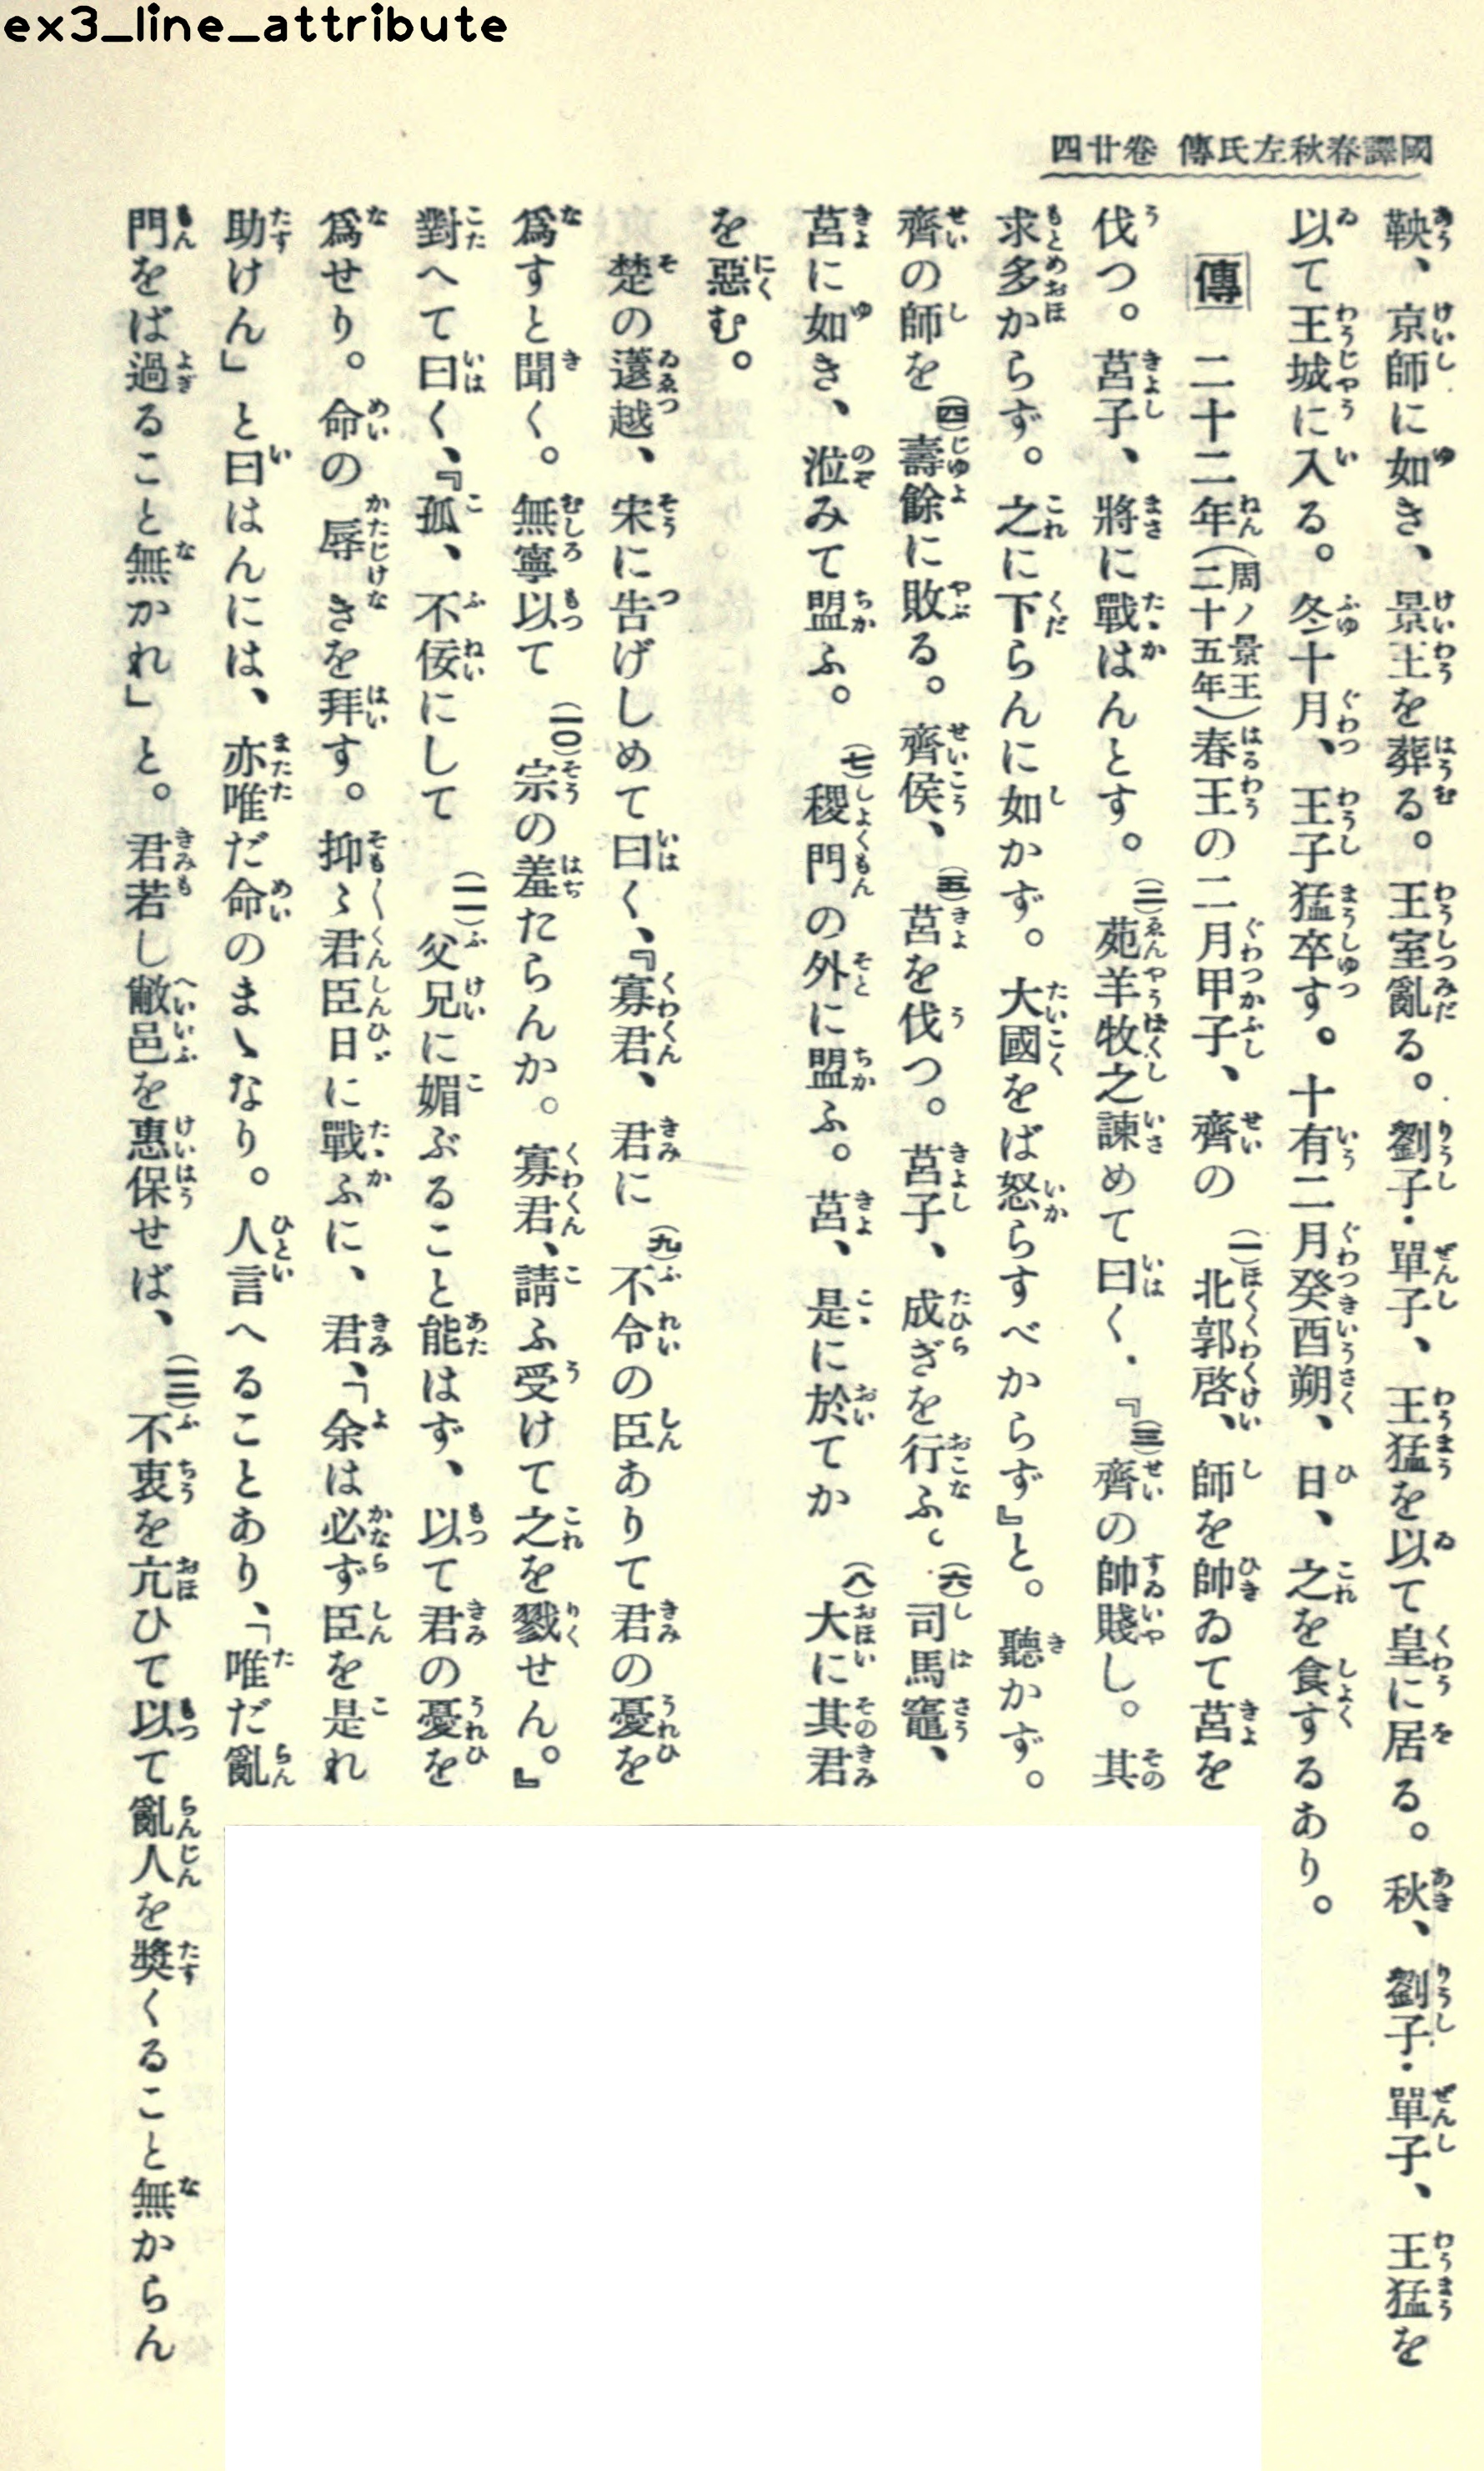 ex3_line_attribute
國譯春秋左氏傳 卷廿四
鞅、京師に如き、景王を葬る。王室亂る。劉子・單子、王猛を以て皇に居る。秋、劉子・單子、王猛を
以て王城に入る。冬十月、王子猛卒す。十有二月癸酉朔、日、之を食するあり。
傳 二十二年(周ノ景王二十五年)春王の二月甲子、齊の(一)北郭啓、師を帥ゐて莒を
伐つ。莒子、將に戰はんとす。(二)苑羊牧之諫めて曰く、『(三)齊の帥賤し。其
求多からず。之に下らんに如かず。大國をば怒らすべからず』と。聽かず。
齊の師を(四)壽餘に敗る。齊侯、(五)莒を伐つ。莒子、成ぎを行ふ。(六)司馬竈、
莒に如き、涖みて盟ふ。(七)稷門の外に盟ふ。莒、是に於てか(八)大に其君
を惡む。
楚の薳越、宋に告げしめて曰く、『寡君、君に(九)不令の臣ありて君の憂を
爲すと聞く。無寧以て(一〇)宗の羞たらんか。寡君、請ふ受けて之を戮せん。』
對へて曰く、『孤、不佞にして(一一)父兄に媚ぶること能はず、以て君の憂を
爲せり。命の辱きを拜す。抑〻君臣日に戰ふに、君、「余は必ず臣を是れ
助けん」と曰はんには、亦唯だ命のまゝなり。人言へることあり、「唯だ亂
門をば過ること無かれ」と。君若し敝邑を惠保せば、(一二)不衷を亢ひて以て亂人を奬くること無からん